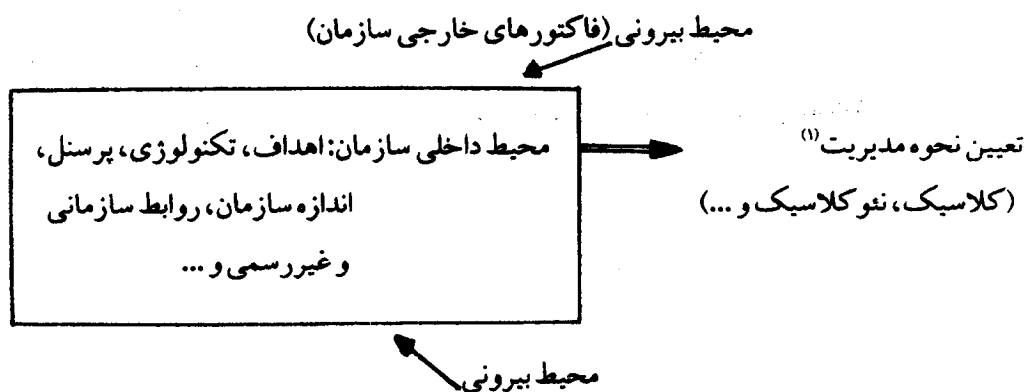 محیط بیرونی (فاکتورهای خارجی سازمان)
محیط داخلی سازمان: اهداف، تکنولوژی، پرسنل،
اندازه سازمان، روابط سازمانی
و غیررسمی و ...
تعیین نحوه مدیریت (۱)
(کلاسیک، نئوکلاسیک و ...)
محیط بیرونی